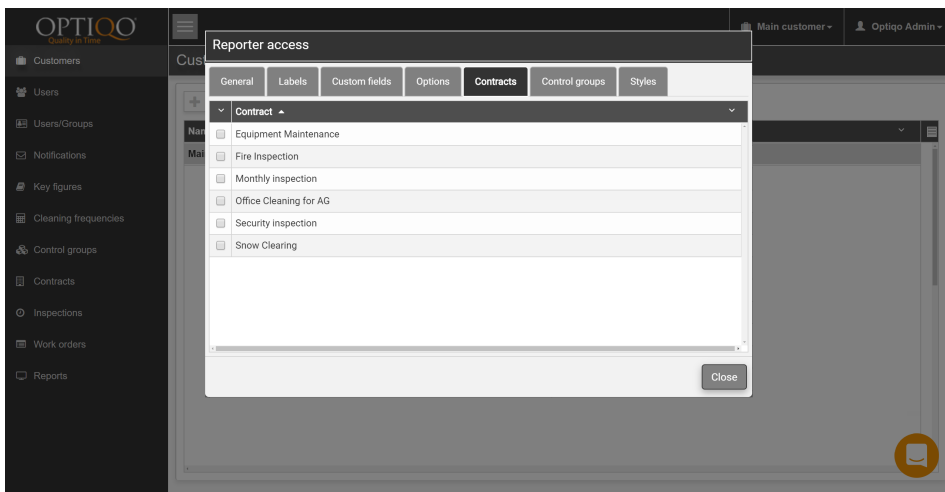 OPTIQO
Quality in Time
Main customer
Optiqo Admin
Customers
Users
Users/Groups
Notifications
Key figures
Cleaning frequencies
Control groups
Contracts
Inspections
Work orders
Reports
Cus
Nan
Mai
Reporter access
General Labels Custom fields Options Contracts Control groups Styles
Contract
Equipment Maintenance
Fire Inspection
Monthly inspection
Office Cleaning for AG
Security inspection
Snow Clearing
Close